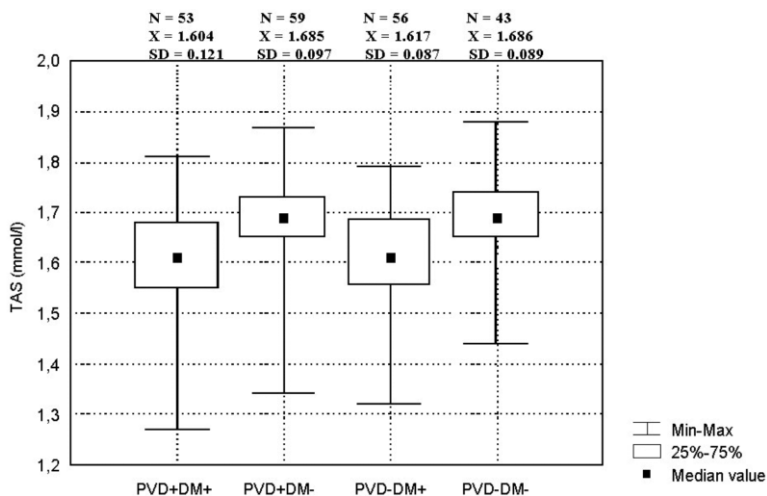 N = 53 N = 59 N = 56 N = 43
X = 1.604 X = 1.685 X = 1.617 X = 1.686
SD = 0.121 SD = 0.097 SD = 0.087 SD = 0.089
2,0
1,9
1,8
1,7
1,6
1,5
1,4
1,3
1,2
TAS (mmol/l)
PVD+DM+ PVD+DM- PVD-DM+ PVD-DM-
Min-Max
25%-75%
Median value